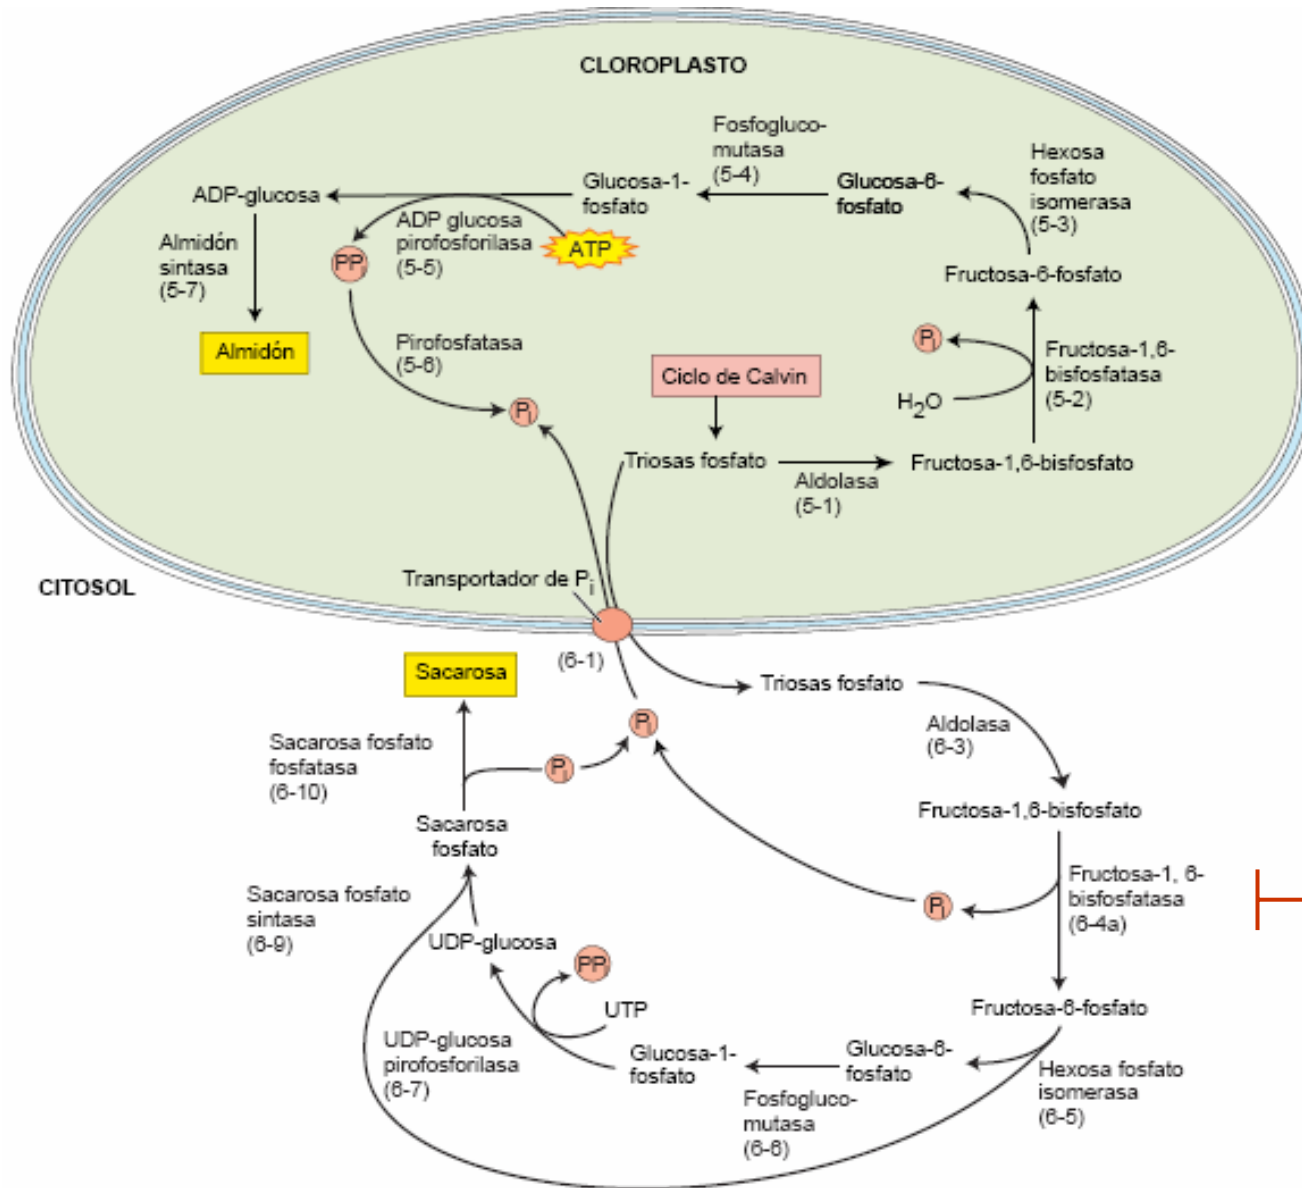 CLOROPLASTO
Fosfogluco-
mutasa
(5-4)
Hexosa
fosfato
isomerasa
(5-3)
ADP-glucosa
Glucosa-1-
fosfato
Glucosa-6-
fosfato
ADP glucosa
pirofosforilasa
(5-5)
ATP
Almidón
sintasa
(5-7)
PPi
Fructosa-6-fosfato
Almidón
Pirofosfatasa
(5-6)
Pi
Fructosa-1,6-
bisfosfatasa
(5-2)
Ciclo de Calvin
H2O
Pi
Triosas fosfato
Aldolasa
(5-1)
Fructosa-1,6-bisfosfato
CITOSOL
Transportador de Pi
(6-1)
Sacarosa
Triosas fosfato
Pi
Aldolasa
(6-3)
Sacarosa fosfato
fosfatasa
(6-10)
Pi
Fructosa-1,6-bisfosfato
Sacarosa
fosfato
Fructosa-1, 6-
bisfosfatasa
(6-4a)
Pi
Sacarosa fosfato
sintasa
(6-9)
UDP-glucosa
PPi
UTP
Fructosa-6-fosfato
UDP-glucosa
pirofosforilasa
(6-7)
Glucosa-1-
fosfato
Glucosa-6-
fosfato
Hexosa fosfato
isomerasa
(6-5)
Fosfogluco-
mutasa
(6-6)